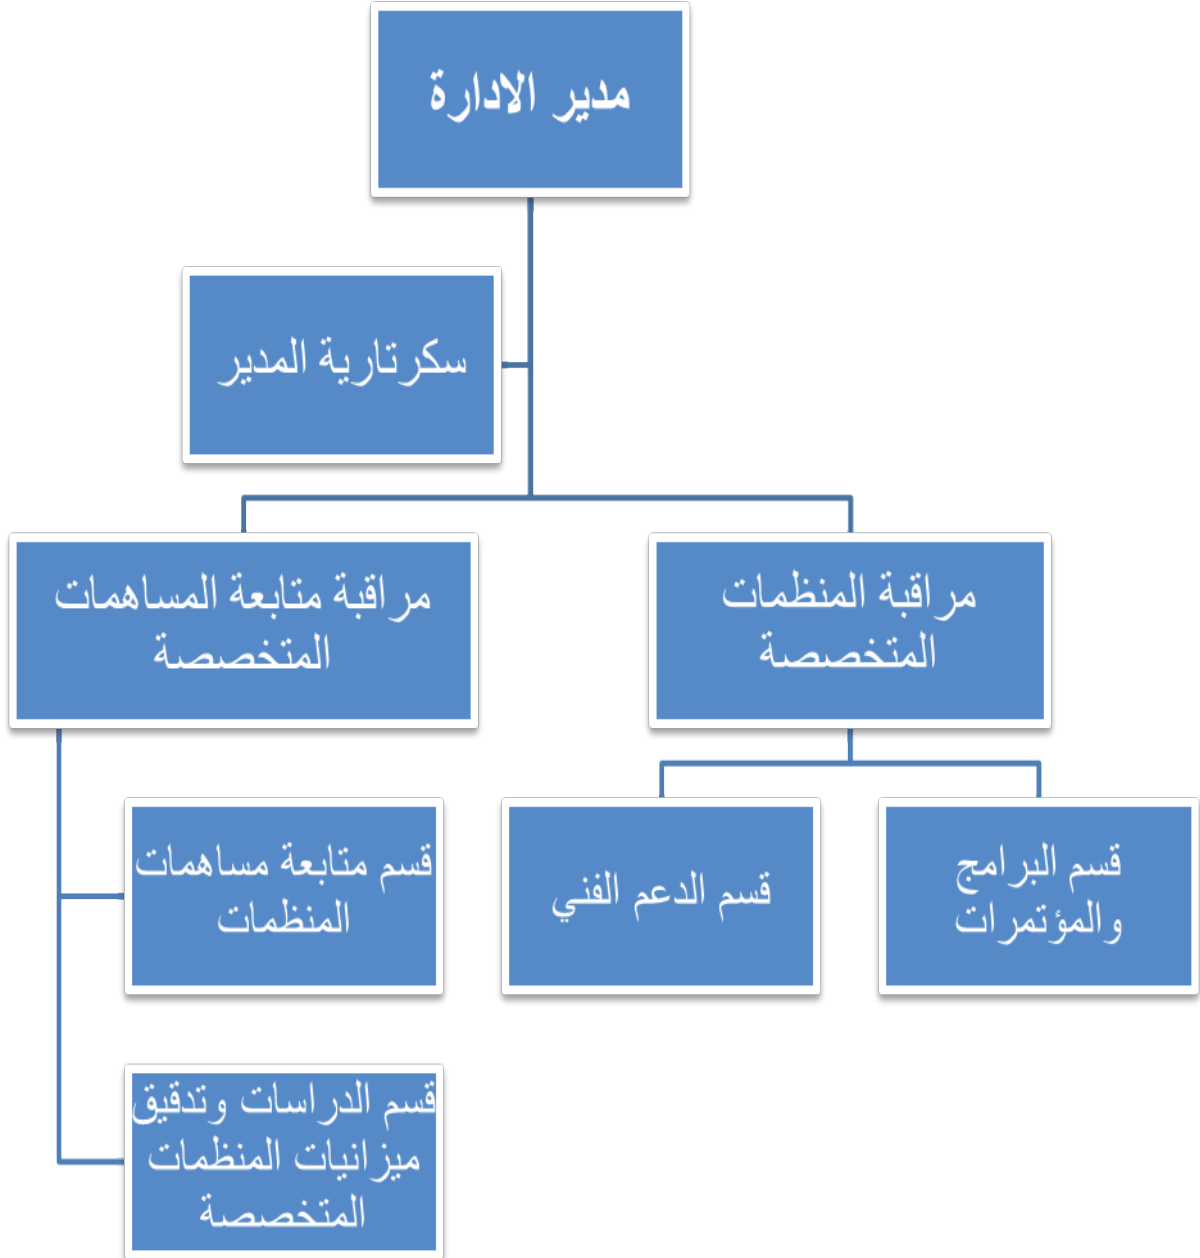 مدير الادارة
سكرتارية المدير
مراقبة المنظمات
المتخصصة
مراقبة متابعة المساهمات
المتخصصة
قسم البرامج
والمؤتمرات
قسم الدعم الفني
قسم متابعة مساهمات
المنظمات
قسم الدراسات وتدقيق
ميزانيات المنظمات
المتخصصة